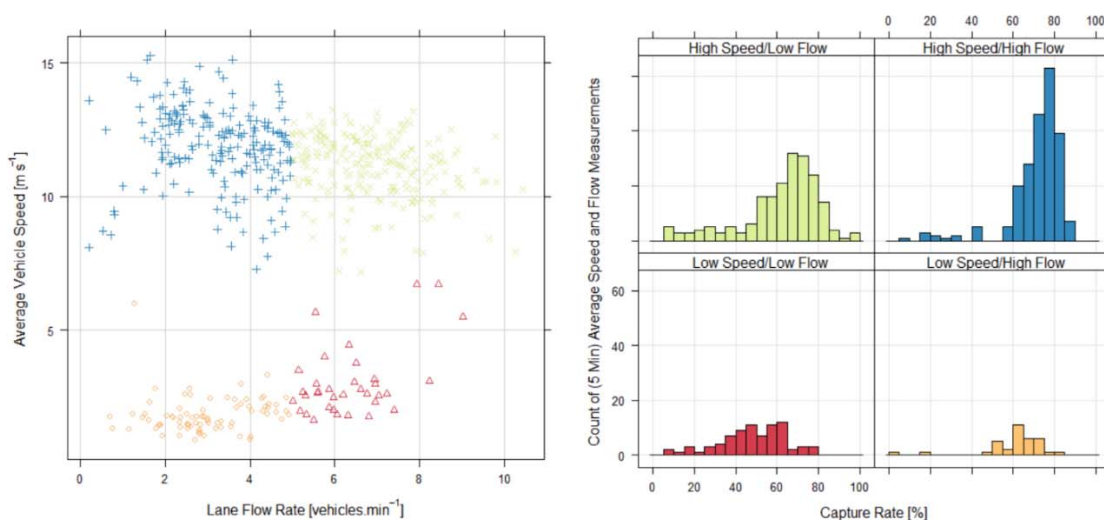 15
10
5
Average Vehicle Speed [m s⁻¹]
0 2 4 6 8 10
Lane Flow Rate [vehicles.min⁻¹]
0 20 40 60 80 100
High Speed/Low Flow
High Speed/High Flow
Low Speed/Low Flow
Low Speed/High Flow
60
40
20
0
Count of (5 Min) Average Speed and Flow Measurements
0 20 40 60 80 100
Capture Rate [%]